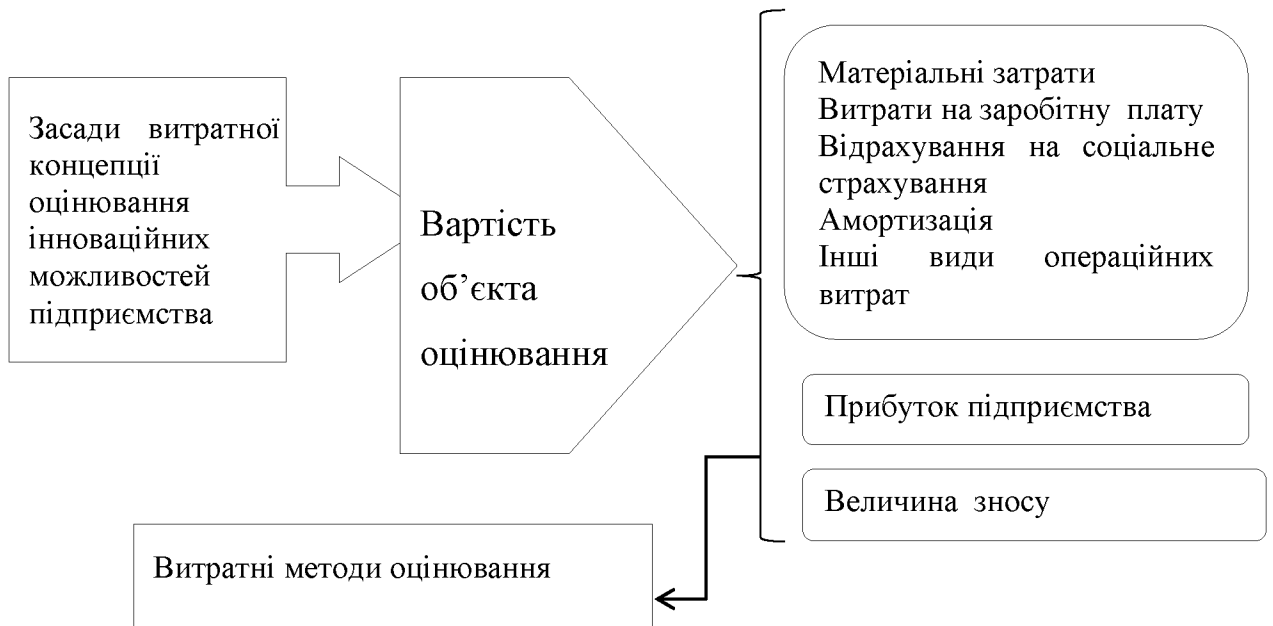 Засади витратної
концепції
оцінювання
інноваційних
можливостей
підприємства
Вартість
об’єкта
оцінювання
Матеріальні затрати
Витрати на заробітну плату
Відрахування на соціальне
страхування
Амортизація
Інші види операційних
витрат
Прибуток підприємства
Величина зносу
Витратні методи оцінювання